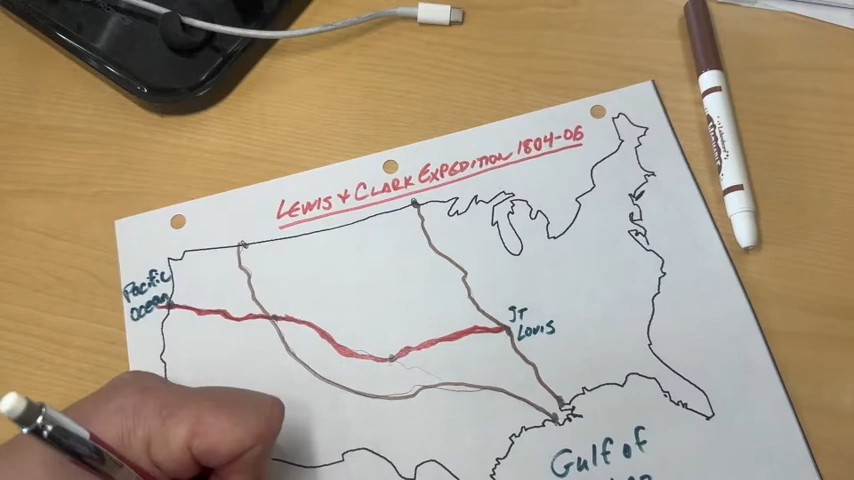 LEWIS & CLARK EXPEDITION 1804-06
Pacific
OCEAN
ST
LOUIS
Gulf of